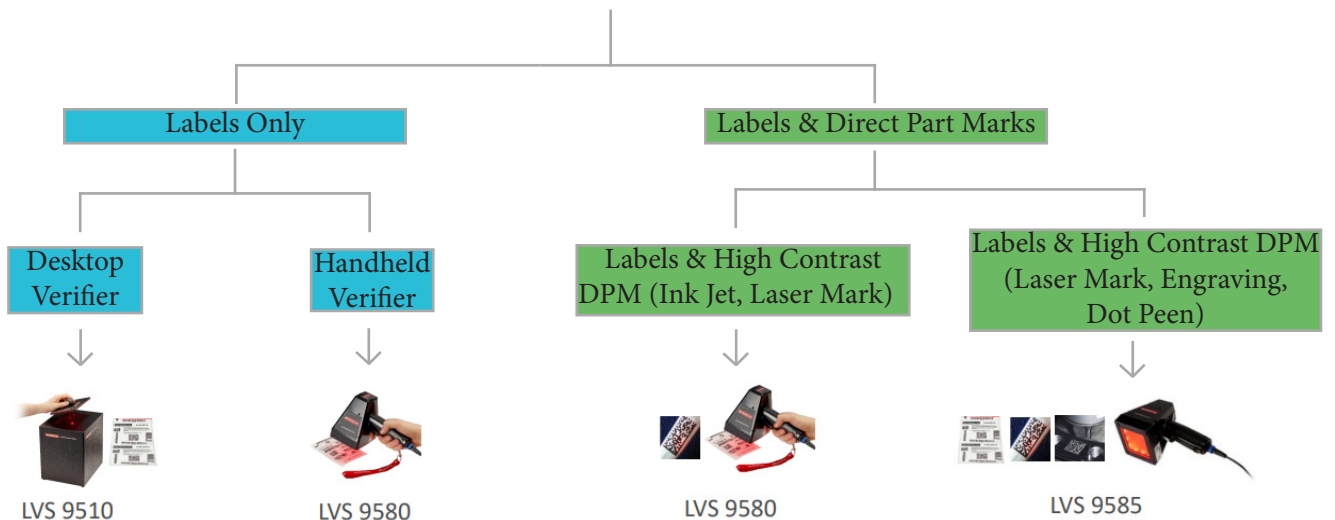 Labels Only
Labels & Direct Part Marks
Desktop
Verifier
Handheld
Verifier
Labels & High Contrast
DPM (Ink Jet, Laser Mark)
Labels & High Contrast DPM
(Laser Mark, Engraving,
Dot Peen)
LVS 9510
LVS 9580
LVS 9580
LVS 9585